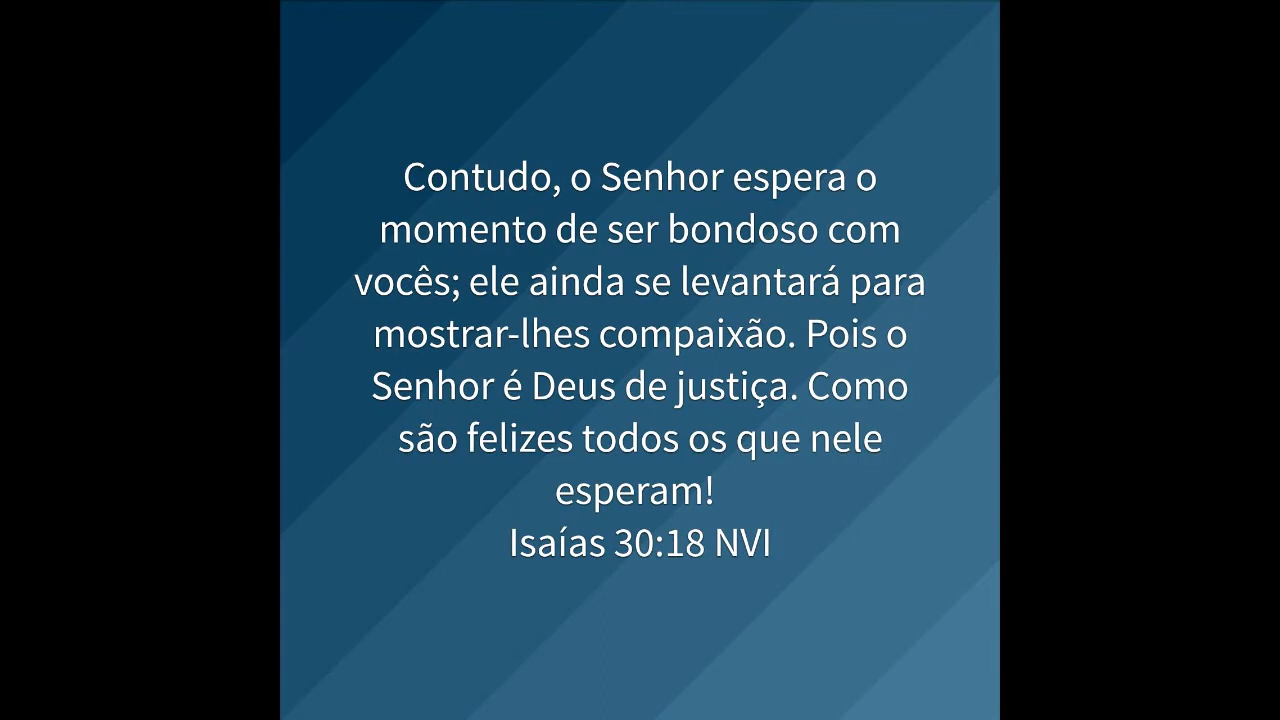 Contudo, o Senhor espera o
momento de ser bondoso com
vocês; ele ainda se levantará para
mostrar-lhes compaixão. Pois o
Senhor é Deus de justiça. Como
são felizes todos os que nele
esperam!
Isaías 30:18 NVI